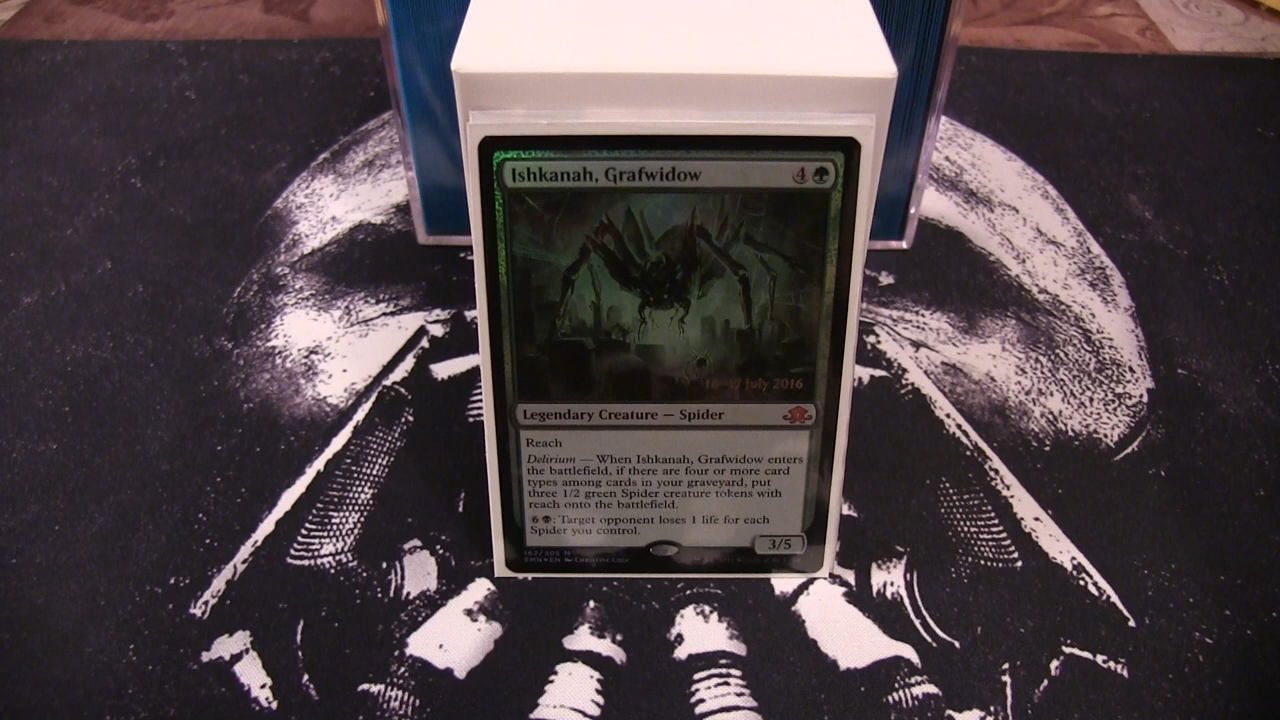 Ishkanah, Grafwidow 4
16–17 July 2016
Legendary Creature — Spider
Reach
Delirium — When Ishkanah, Grafwidow enters
the battlefield, if there are four or more card
types among cards in your graveyard, put
three 1/2 green Spider creature tokens with
reach onto the battlefield.
6 : Target opponent loses 1 life for each
Spider you control.
3/5
162/205 M
EMN EN